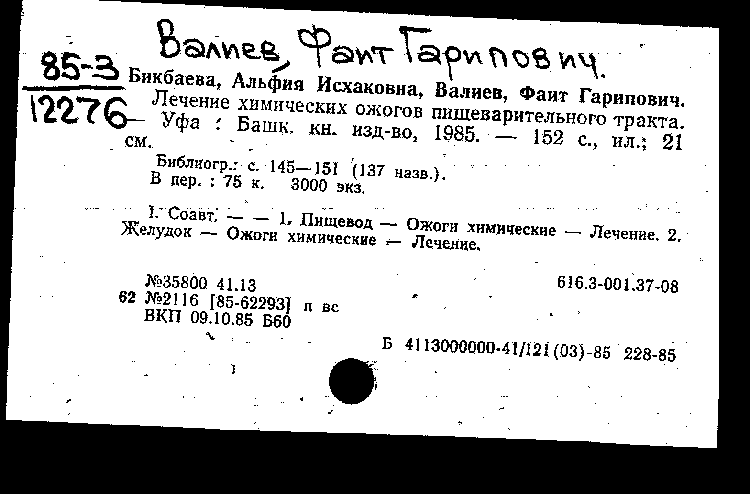 Валиев, Фаит Гарипович.
85-3
12276
Бикбаева, Альфия Исхаковна, Валиев, Фаит Гарипович.
Лечение химических ожогов пищеварительного тракта.
— Уфа : Башк. кн. изд-во, 1985. — 152 с., ил.; 21
см.
Библиогр.: с. 145—151 (137 назв.).
В пер. : 75 к. 3000 экз.
I. Соавт. — — 1. Пищевод — Ожоги химические — Лечение. 2.
Желудок — Ожоги химические — Лечение.
№35800 41.13
616.3-001.37-08
62 №2116 [85-62293] п вс
ВКП 09.10.85 Б60
Б 4113000000-41/121(03)-85 228-85